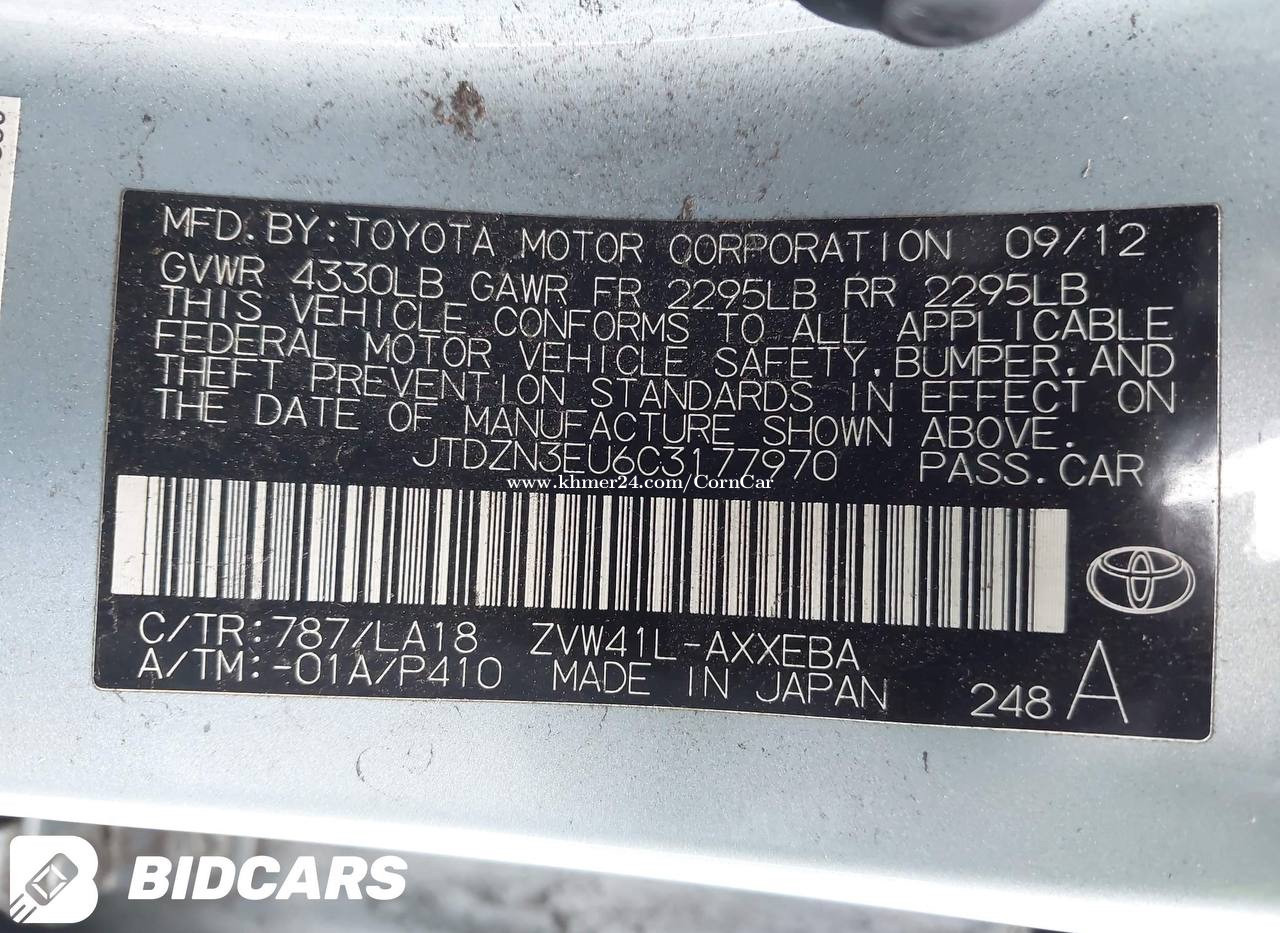 MFD. BY: TOYOTA MOTOR CORPORATION 09/12
GVWR 4330LB GAWR FR 2295LB RR 2295LB
THIS VEHICLE CONFORMS TO ALL APPLICABLE
FEDERAL MOTOR VEHICLE SAFETY, BUMPER, AND
THEFT PREVENTION STANDARDS IN EFFECT ON
THE DATE OF MANUFACTURE SHOWN ABOVE.
JTDZN3EU6C3177970 PASS. CAR
www.khmer24.com/CornCar
C/TR: 787/LA18 ZVW41L-AXXEBA
A/TM: -01A/P410 MADE IN JAPAN 248 A
BIDCARS